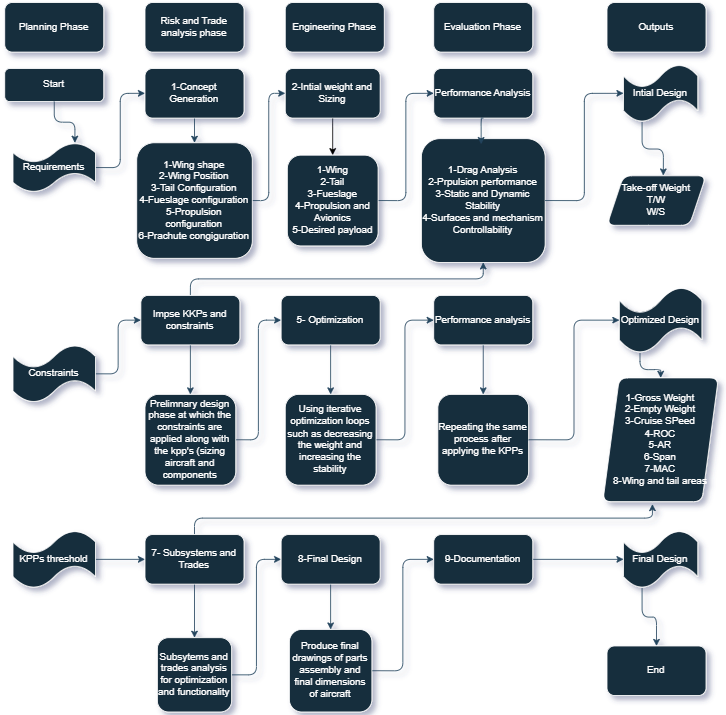 Planning Phase
Risk and Trade
analysis phase
Engineering Phase
Evaluation Phase
Outputs
Start
1-Concept
Generation
2-Intial weight and
Sizing
Performance Analysis
Intial Design
Requirements
1-Wing shape
2-Wing Position
3-Tail Configuration
4-Fueslage configuration
5-Propulsion
configuration
6-Prachute congiguration
1-Wing
2-Tail
3-Fueslage
4-Propulsion and
Avionics
5-Desired payload
1-Drag Analysis
2-Prpulsion performance
3-Static and Dynamic
Stability
4-Surfaces and mechanism
Controllability
Take-off Weight
T/W
W/S
Impse KKPs and
constraints
5- Optimization
Performance analysis
Optimized Design
Constraints
Prelimnary design
phase at which the
constraints are
applied along with
the kpp's (sizing
aircraft and
components
Using iterative
optimization loops
such as decreasing
the weight and
increasing the
stability
Repeating the same
process after
applying the KPPs
1-Gross Weight
2-Empty Weight
3-Cruise SPeed
4-ROC
5-AR
6-Span
7-MAC
8-Wing and tail areas
KPPs threshold
7- Subsystems and
Trades
8-Final Design
9-Documentation
Final Design
Subsytems and
trades analysis
for optimization
and functionality
Produce final
drawings of parts
assembly and
final dimensions
of aircraft
End